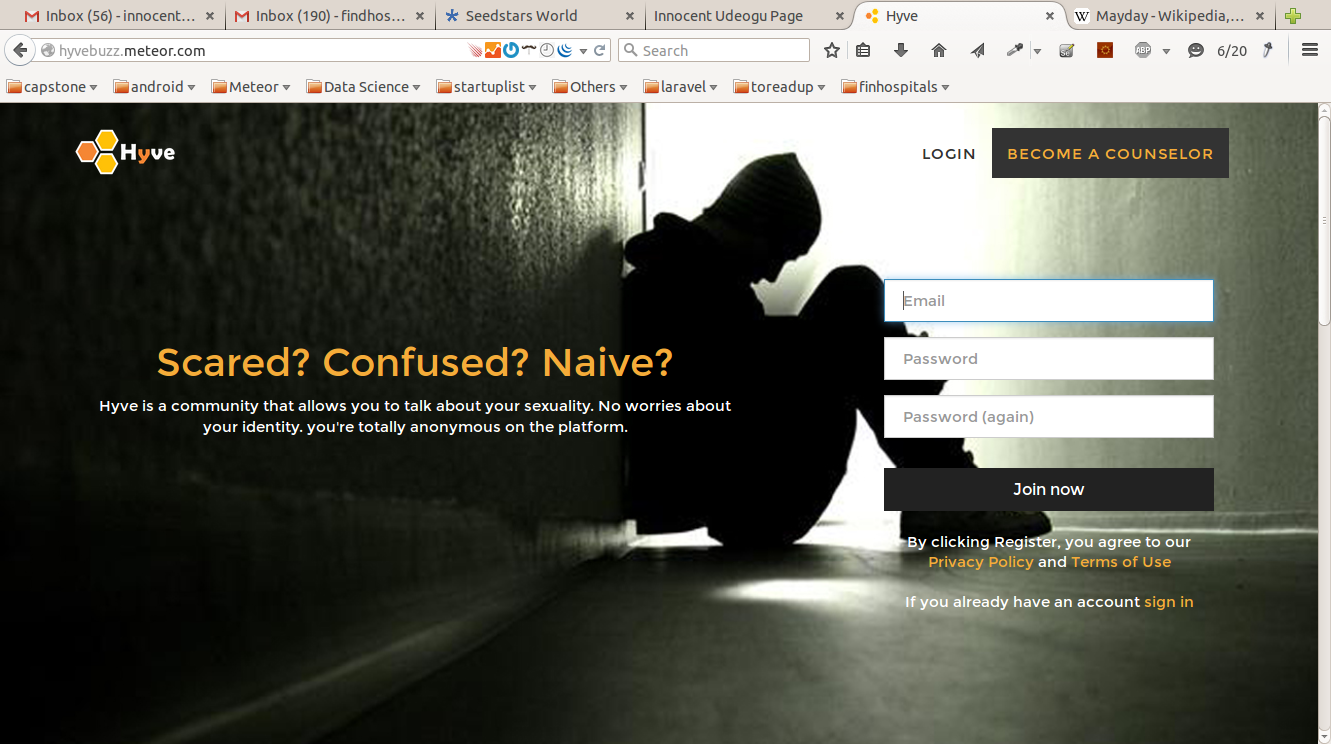 Inbox (56) - innocent...
Inbox (190) - findhos...
Seedstars World
Innocent Udeogu Page
Hyve
Mayday - Wikipedia,...
hyvebuzz.meteor.com
Search
ABP
6/20
capstone
android
Meteor
Data Science
startuplist
Others
laravel
toreadup
finhospitals
Hyve
LOGIN
BECOME A COUNSELOR
Email
Password
Password (again)
Join now
Scared? Confused? Naive?
Hyve is a community that allows you to talk about your sexuality. No worries about
your identity. you're totally anonymous on the platform.
By clicking Register, you agree to our
Privacy Policy and Terms of Use
If you already have an account sign in